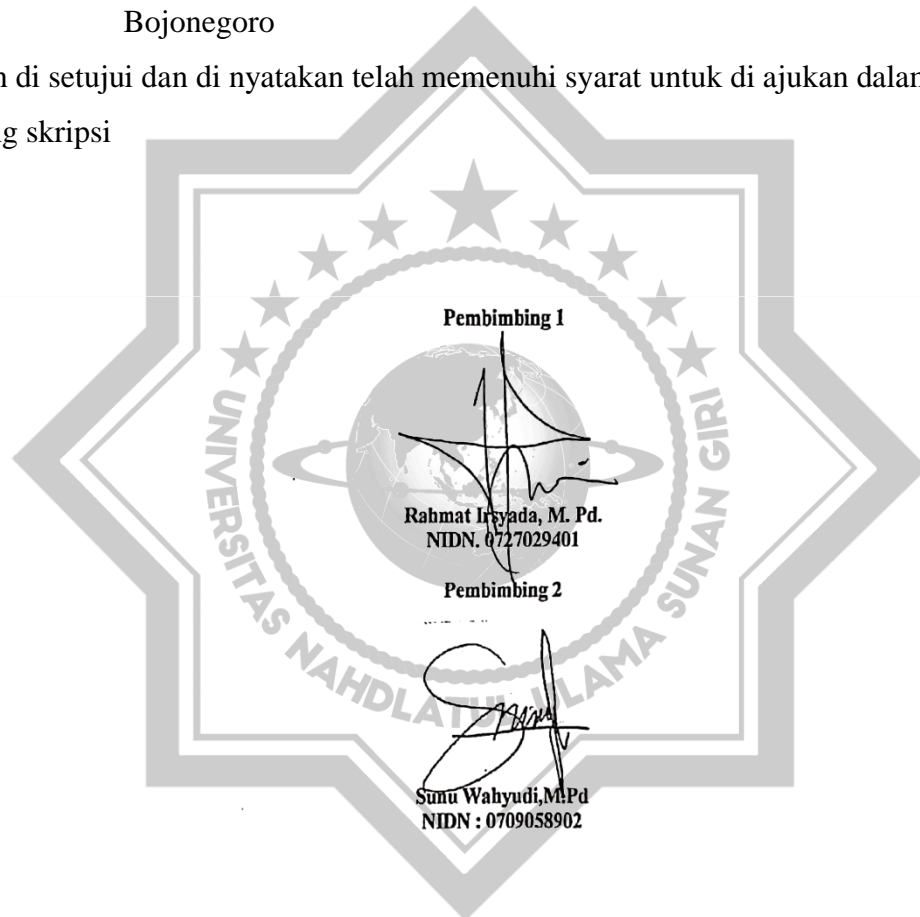 Bojonegoro
di setujui dan di nyatakan telah memenuhi syarat untuk di ajukan dalam
skripsi
Pembimbing 1
Rahmat Irsyada, M. Pd.
NIDN. 0727029401
Pembimbing 2
Sunu Wahyudi,M.Pd
NIDN : 0709058902
UNIVERSITAS NAHDLATUL ULAMA SUNAN GIRI